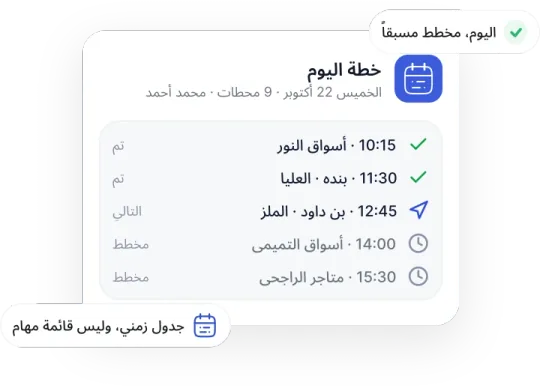 اليوم، مخطط مسبقاً
خطة اليوم
الخميس 22 أكتوبر · 9 محطات · محمد أحمد
10:15 · أسواق النور تم
11:30 · بنده · العليا تم
12:45 · بن داود · الملز التالي
14:00 · أسواق التميمى مخطط
15:30 · متاجر الراجحى مخطط
جدول زمني، وليس قائمة مهام